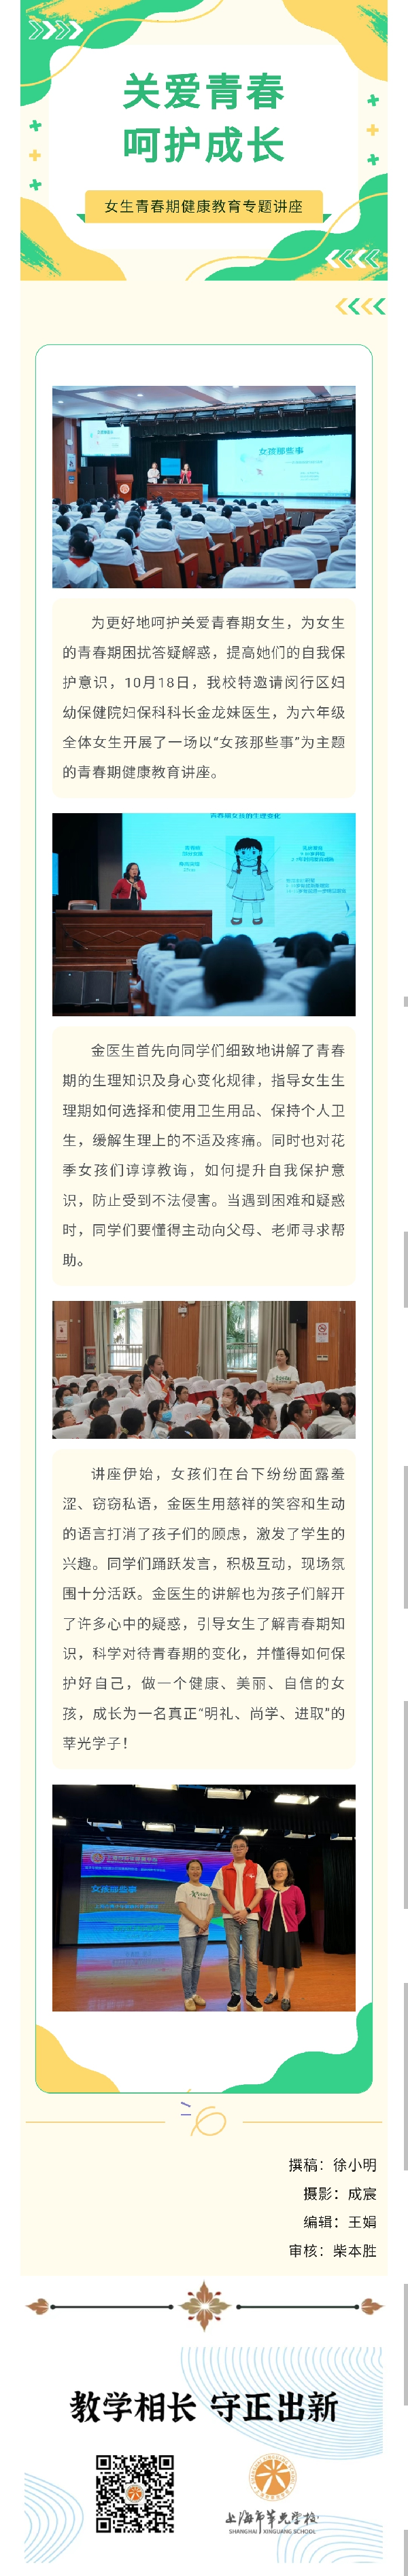 关爱青春
呵护成长
女生青春期健康教育专题讲座
女孩那些事
为更好地呵护关爱青春期女生，为女生
的青春期困扰答疑解惑，提高她们的自我保
护意识，10月18日，我校特邀请闵行区妇
幼保健院妇保科科长金龙妹医生，为六年级
全体女生开展了一场以“女孩那些事”为主题
的青春期健康教育讲座。
青春期女孩的生理变化
金医生首先向同学们细致地讲解了青春
期的生理知识及身心变化规律，指导女生生
理期如何选择和使用卫生用品、保持个人卫
生，缓解生理上的不适及疼痛。同时也对花
季女孩们谆谆教诲，如何提升自我保护意
识，防止受到不法侵害。当遇到困难和疑惑
时，同学们要懂得主动向父母、老师寻求帮
助。
讲座伊始，女孩们在台下纷纷面露羞
涩、窃窃私语，金医生用慈祥的笑容和生动
的语言打消了孩子们的顾虑，激发了学生的
兴趣。同学们踊跃发言，积极互动，现场氛
围十分活跃。金医生的讲解也为孩子们解开
了许多心中的疑惑，引导女生了解青春期知
识，科学对待青春期的变化，并懂得如何保
护好自己，做一个健康、美丽、自信的女
孩，成长为一名真正“明礼、尚学、进取”的
莘光学子！
女孩那些事
撰稿：徐小明
摄影：成宸
编辑：王娟
审核：柴本胜
教学相长 守正出新
上海市莘光学校
SHANGHAI XINGUANG SCHOOL